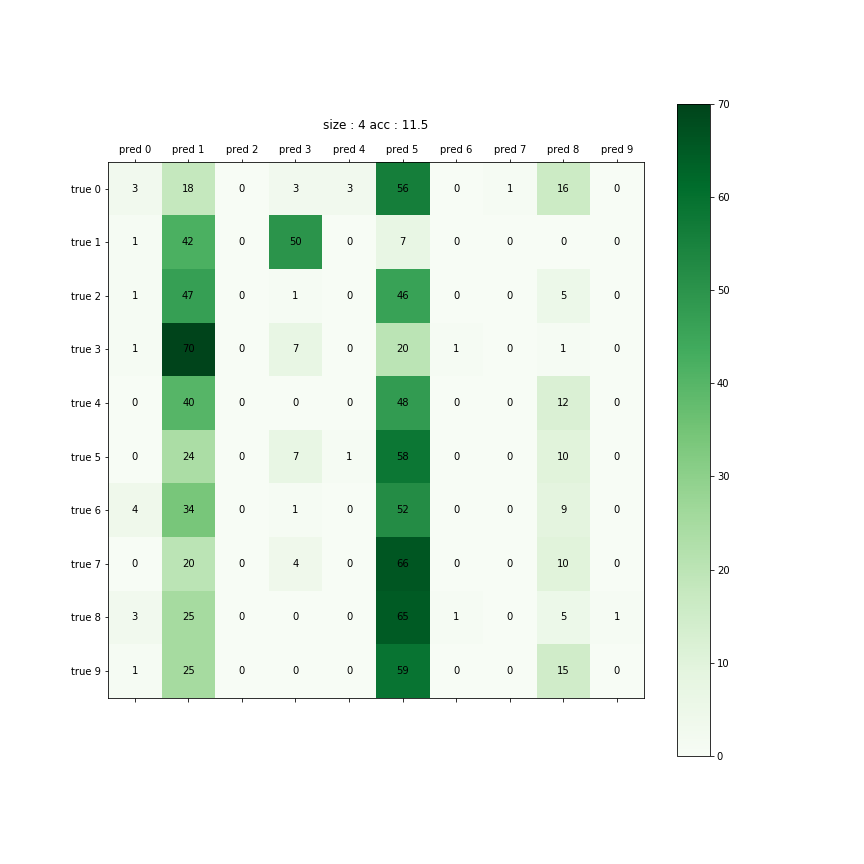 size : 4 acc : 11.5
pred 0 pred 1 pred 2 pred 3 pred 4 pred 5 pred 6 pred 7 pred 8 pred 9
true 0 3 18 0 3 3 56 0 1 16 0
true 1 1 42 0 50 0 7 0 0 0 0
true 2 1 47 0 1 0 46 0 0 5 0
true 3 1 70 0 7 0 20 1 0 1 0
true 4 0 40 0 0 0 48 0 0 12 0
true 5 0 24 0 7 1 58 0 0 10 0
true 6 4 34 0 1 0 52 0 0 9 0
true 7 0 20 0 4 0 66 0 0 10 0
true 8 3 25 0 0 0 65 1 0 5 1
true 9 1 25 0 0 0 59 0 0 15 0
70
60
50
40
30
20
10
0